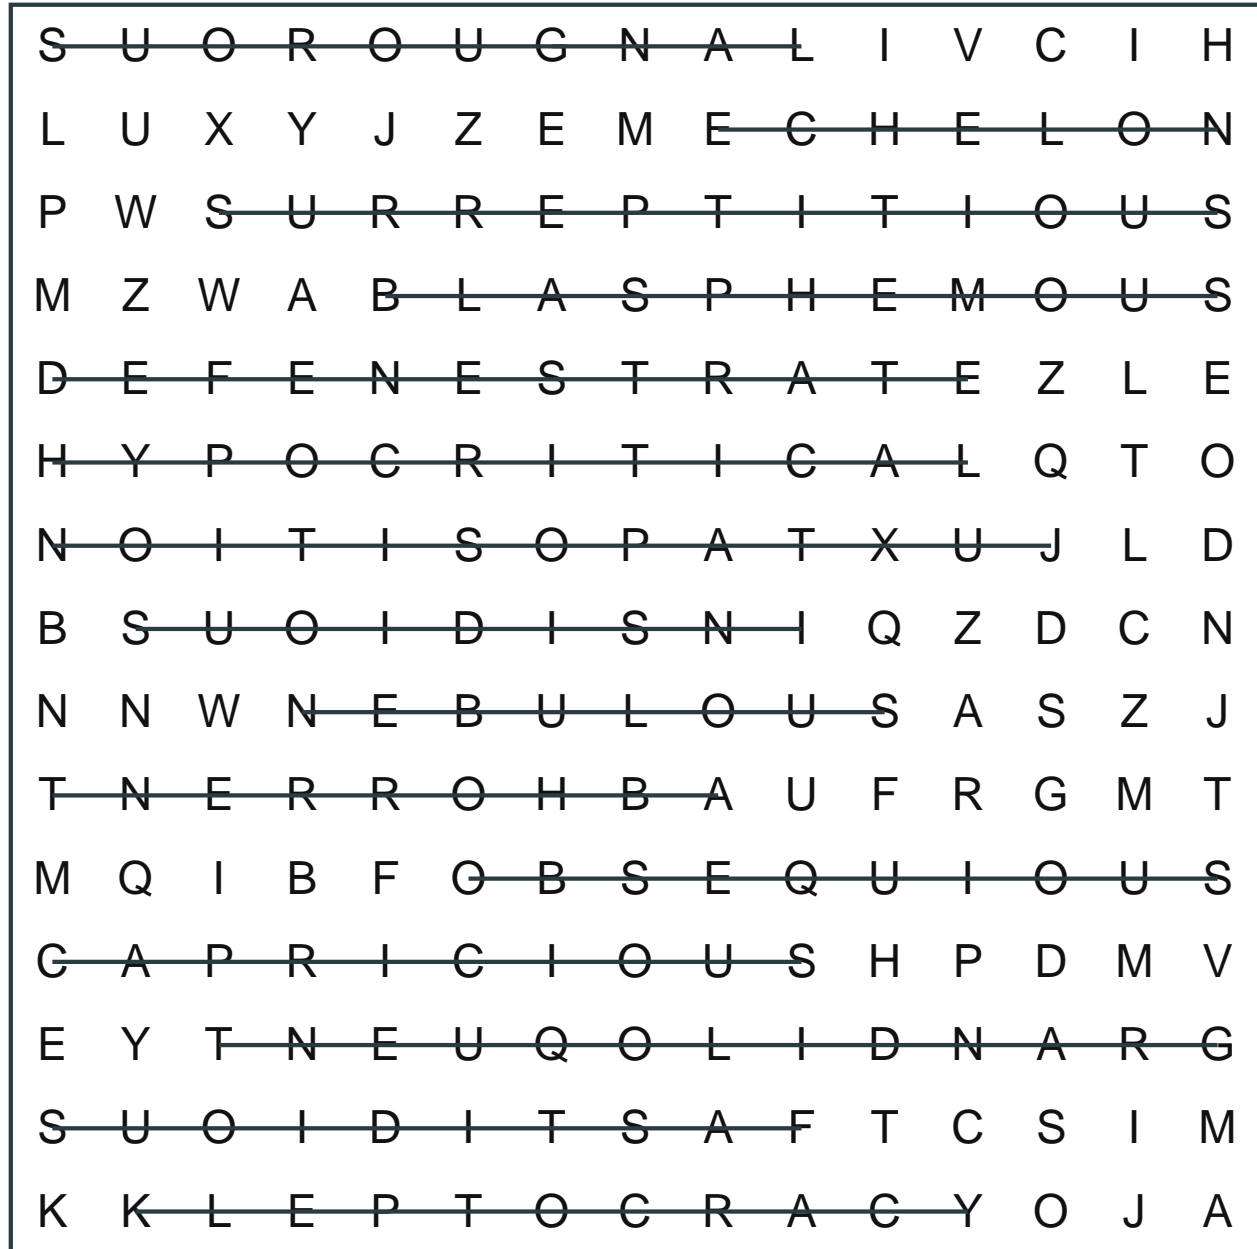 S U O R O U G N A L I V C I H
L U X Y J Z E M E C H E L O N
P W S U R R E P T I T I O U S
M Z W A B L A S P H E M O U S
D E F E N E S T R A T E Z L E
H Y P O C R I T I C A L Q T O
N O I T I S O P A T X U J L D
B S U O I D I S N I Q Z D C N
N N W N E B U L O U S A S Z J
T N E R R O H B A U F R G M T
M Q I B F O B S E Q U I O U S
C A P R I C I O U S H P D M V
E Y T N E U Q O L I D N A R G
S U O I D I T S A F T C S I M
K K L E P T O C R A C Y O J A